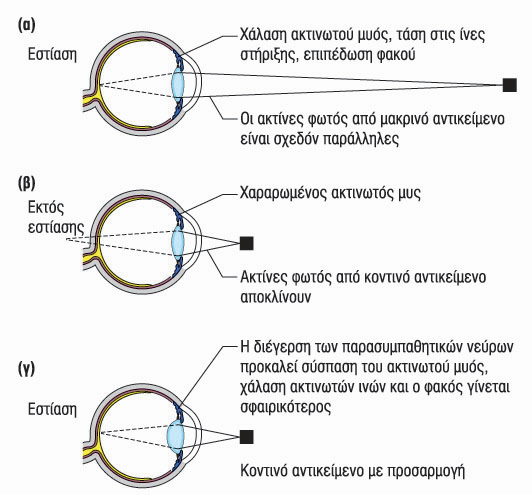 (α)
Εστίαση
Χάλαση ακτινωτού μυός, τάση στις ίνες
στήριξης, επιπέδωση φακού
Οι ακτίνες φωτός από μακρινό αντικείμενο
είναι σχεδόν παράλληλες
(β)
Εκτός
εστίασης
Χαραρωμένος ακτινωτός μυς
Ακτίνες φωτός από κοντινό αντικείμενο
αποκλίνουν
(γ)
Εστίαση
Η διέγερση των παρασυμπαθητικών νεύρων
προκαλεί σύσπαση του ακτινωτού μυός,
χάλαση ακτινωτών ινών και ο φακός γίνεται
σφαιρικότερος
Κοντινό αντικείμενο με προσαρμογή